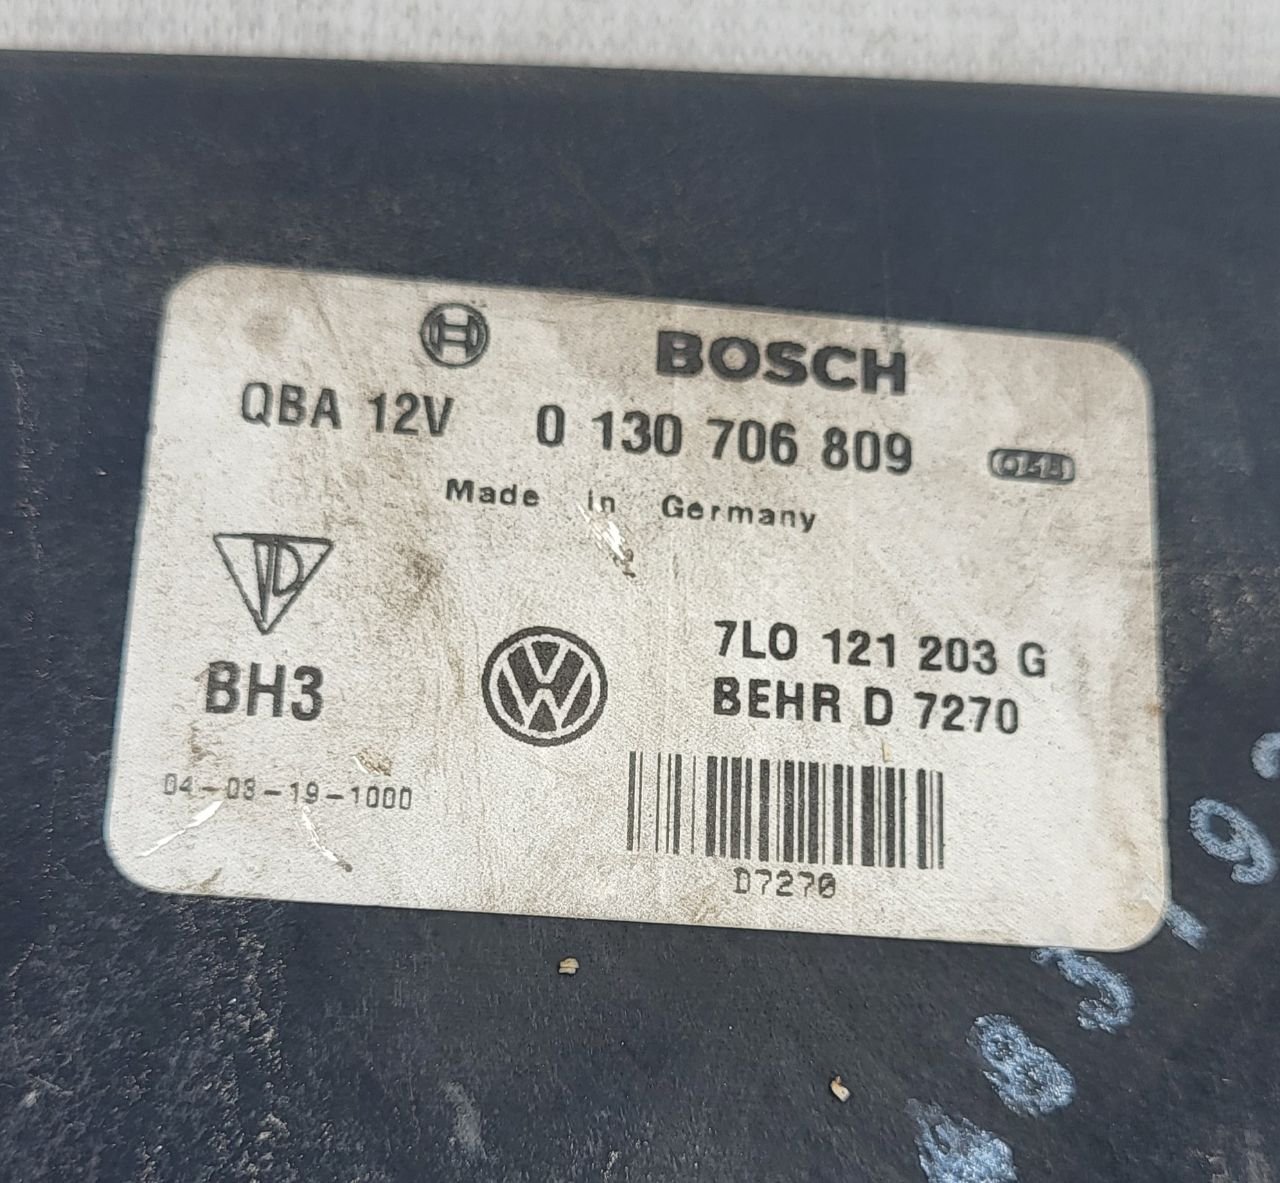 BOSCH
QBA 12V 0 130 706 809
Made in Germany
7L0 121 203 G
BH3
BEHR D 7270
04-03-19-1000
D7270